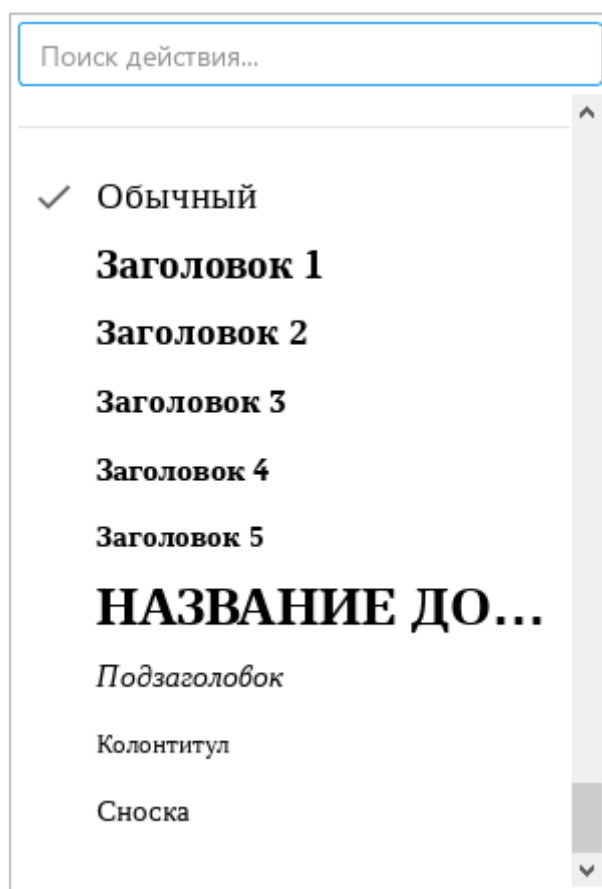 Поиск действия...
Обычный
Заголовок 1
Заголовок 2
Заголовок 3
Заголовок 4
Заголовок 5
НАЗВАНИЕ ДО...
Подзаголовок
Колонтитул
Сноска